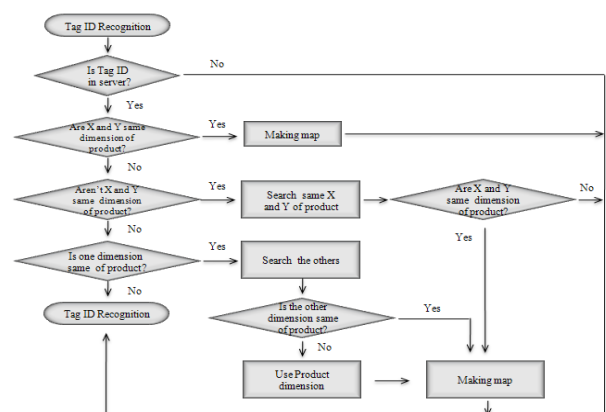 Tag ID Recognition
Is Tag ID
in server?
No
Yes
Are X and Y same
dimension of
product?
Yes
Making map
No
Aren't X and Y
same dimension
of product?
Yes
Search same X
and Y of product
Are X and Y
same dimension
of product?
No
No
Yes
Is one dimension
same of product?
Yes
Search the others
No
Tag ID Recognition
Is the other
dimension same
of product?
Yes
No
Use Product
dimension
Making map